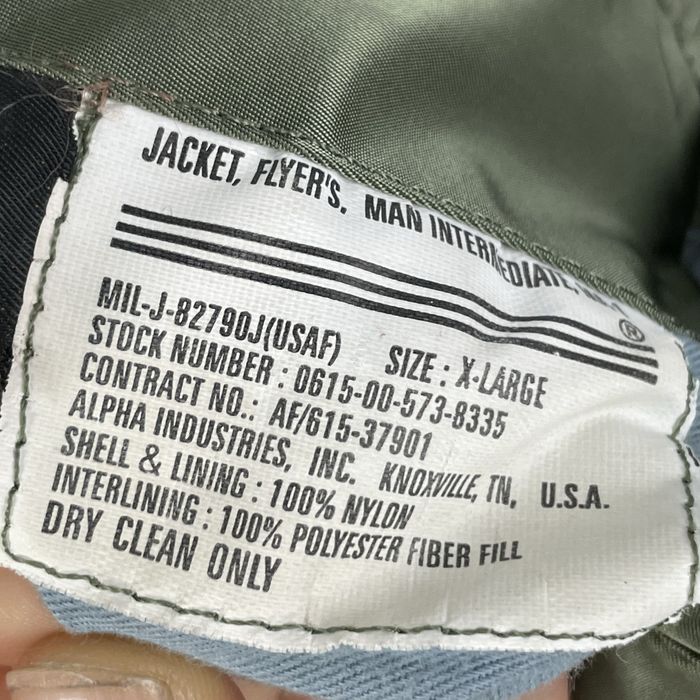 JACKET, FLYER'S, MAN INTERMEDIATE,
®
MIL-J-82790J(USAF) SIZE : X-LARGE
STOCK NUMBER : 0615-00-573-8335
CONTRACT NO.: AF/615-37901
ALPHA INDUSTRIES, INC. KNOXVILLE, TN, U.S.A.
SHELL & LINING : 100% NYLON
INTERLINING : 100% POLYESTER FIBER FILL
DRY CLEAN ONLY